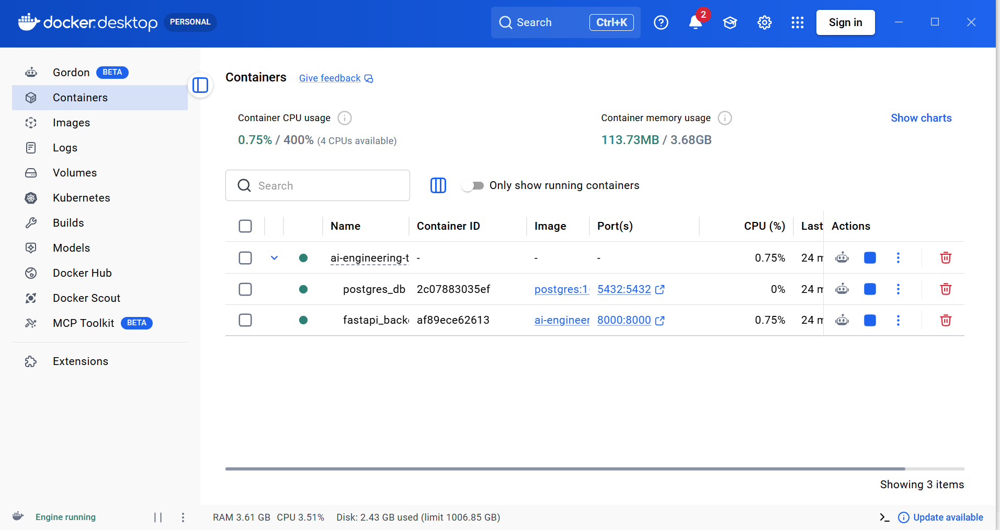 docker.desktop PERSONAL Search Ctrl+K 2 Sign in
Gordon BETA
Containers
Images
Logs
Volumes
Kubernetes
Builds
Models
Docker Hub
Docker Scout
MCP Toolkit BETA
Extensions
Containers Give feedback
Container CPU usage Container memory usage Show charts
0.75% / 400% (4 CPUs available) 113.73MB / 3.68GB
Search Only show running containers
Name Container ID Image Port(s) CPU (%) Last Actions
ai-engineering-t - - - 0.75% 24 m
postgres_db 2c07883035ef postgres:1 5432:5432 0% 24 m
fastapi_back af89ece62613 ai-engineer 8000:8000 0.75% 24 m
Showing 3 items
Engine running RAM 3.61 GB CPU 3.51% Disk: 2.43 GB used (limit 1006.85 GB) Update available